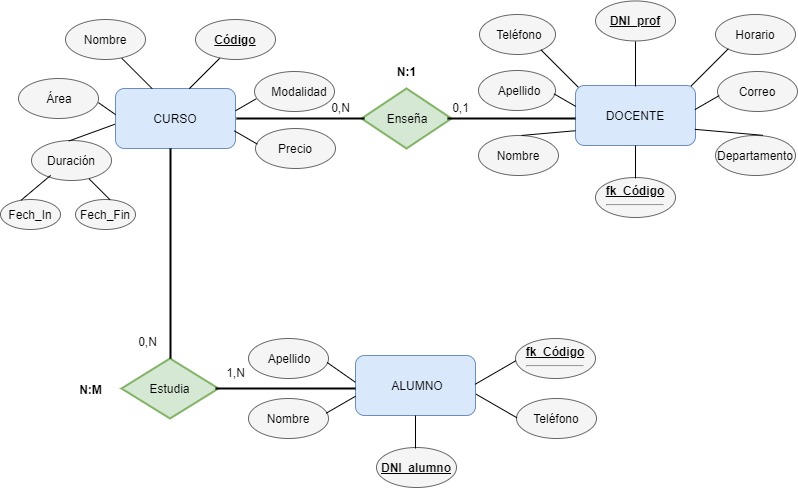 DNI_prof
Nombre
Código
Teléfono
Horario
N:1
Área
Modalidad
Apellido
Correo
0,N
0,1
CURSO
Enseña
DOCENTE
Duración
Precio
Nombre
Departamento
fk_Código
Fech_In
Fech_Fin
0,N
Apellido
fk_Código
1,N
N:M
Estudia
ALUMNO
Nombre
Teléfono
DNI_alumno